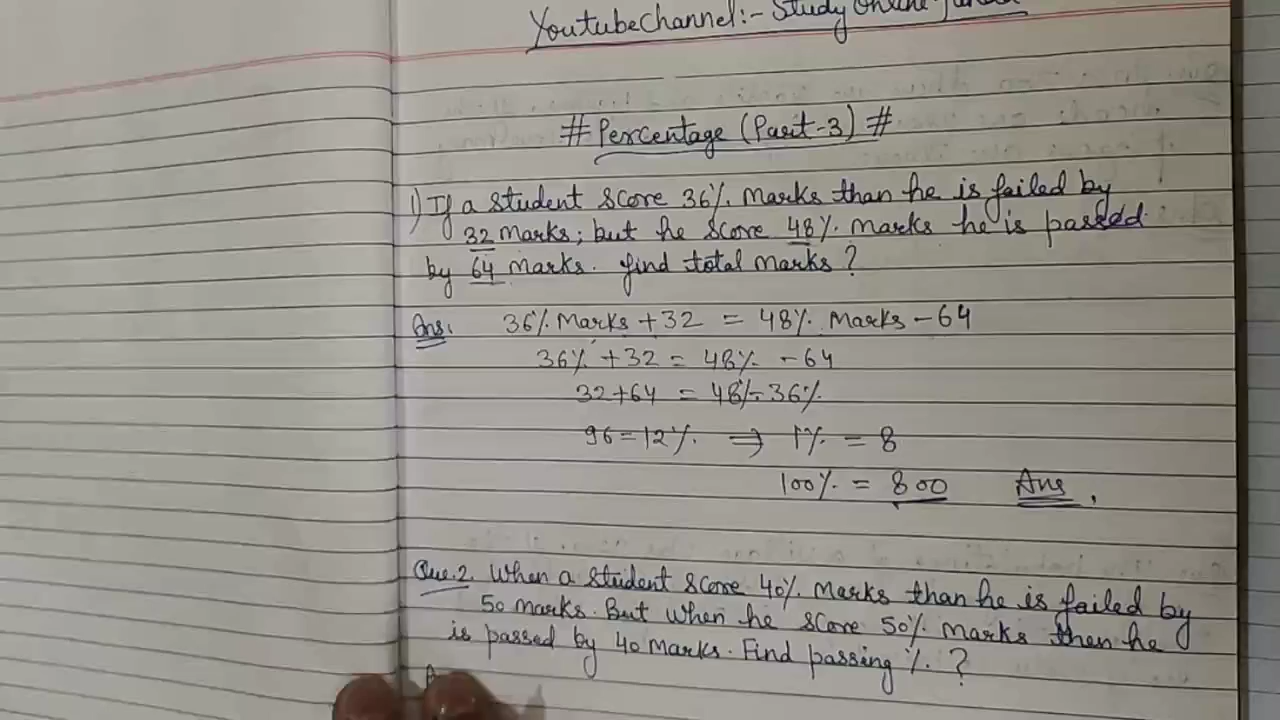 Youtube channel:- Study Online
# Percentage (Part-3) #
1) If a student score 36% Marks than he is failed by
32 marks; but he score 48% marks he is passed
by 64 marks. find total marks?
Ans. 36% Marks + 32 = 48% Marks - 64
36% + 32 = 48% - 64
32+64 = 48% - 36%
96 = 12% ⇒ 1% = 8
100% = 800 Ans.
Que.2. When a student score 40% Marks than he is failed by
50 marks. But when he score 50% marks then he
is passed by 40 marks. Find passing %. ?
A